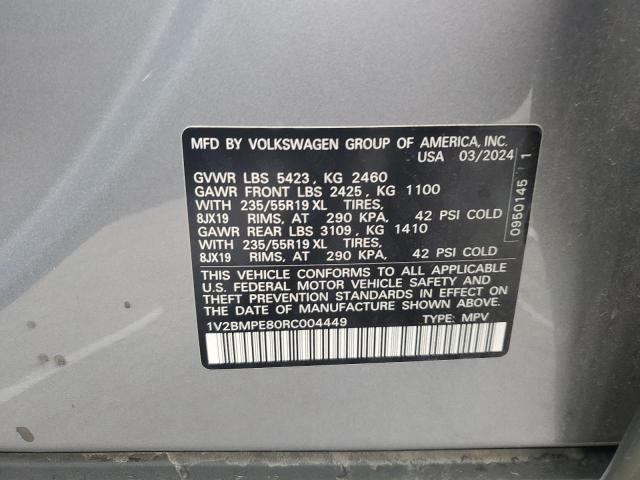 MFD BY VOLKSWAGEN GROUP OF AMERICA, INC.
USA 03/2024
GVWR LBS 5423, KG 2460
GAWR FRONT LBS 2425, KG 1100
WITH 235/55R19 XL TIRES,
8JX19 RIMS, AT 290 KPA, 42 PSI COLD
GAWR REAR LBS 3109, KG 1410
WITH 235/55R19 XL TIRES,
8JX19 RIMS, AT 290 KPA, 42 PSI COLD
THIS VEHICLE CONFORMS TO ALL APPLICABLE
U.S. FEDERAL MOTOR VEHICLE SAFETY AND
THEFT PREVENTION STANDARDS IN EFFECT ON
THE DATE OF MANUFACTURE SHOWN ABOVE.
1V2BMPE80RC004449 TYPE: MPV
0950145 1